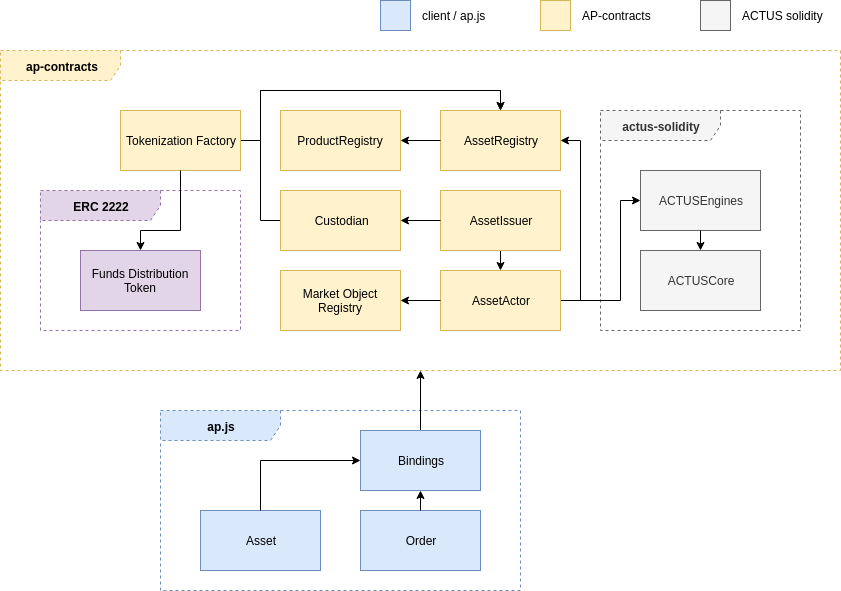 client / ap.js
AP-contracts
ACTUS solidity
ap-contracts
Tokenization Factory
ProductRegistry
AssetRegistry
actus-solidity
ERC 2222
Custodian
AssetIssuer
ACTUSEngines
Funds Distribution
Token
Market Object
Registry
AssetActor
ACTUSCore
ap.js
Bindings
Asset
Order